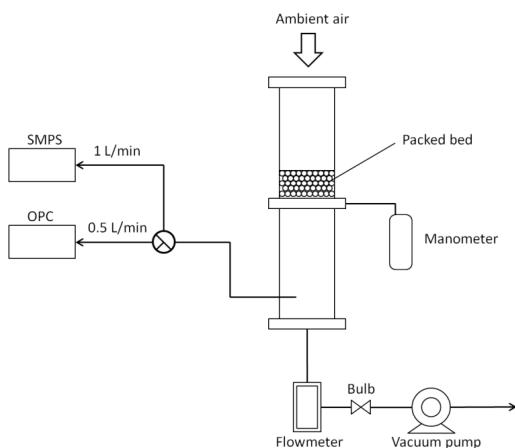 Ambient air
SMPS
1 L/min
Packed bed
OPC
0.5 L/min
Manometer
Bulb
Flowmeter
Vacuum pump